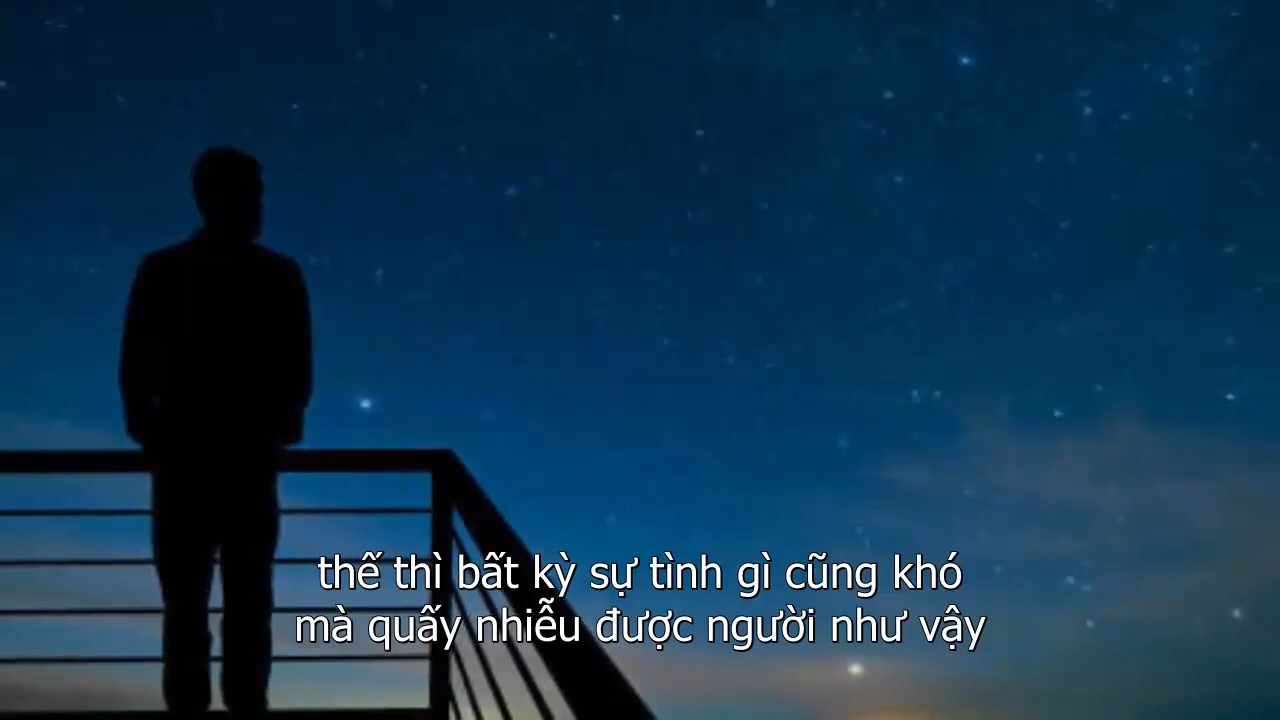 thế thì bất kỳ sự tình gì cũng khó
mà quấy nhiễu được người như vậy